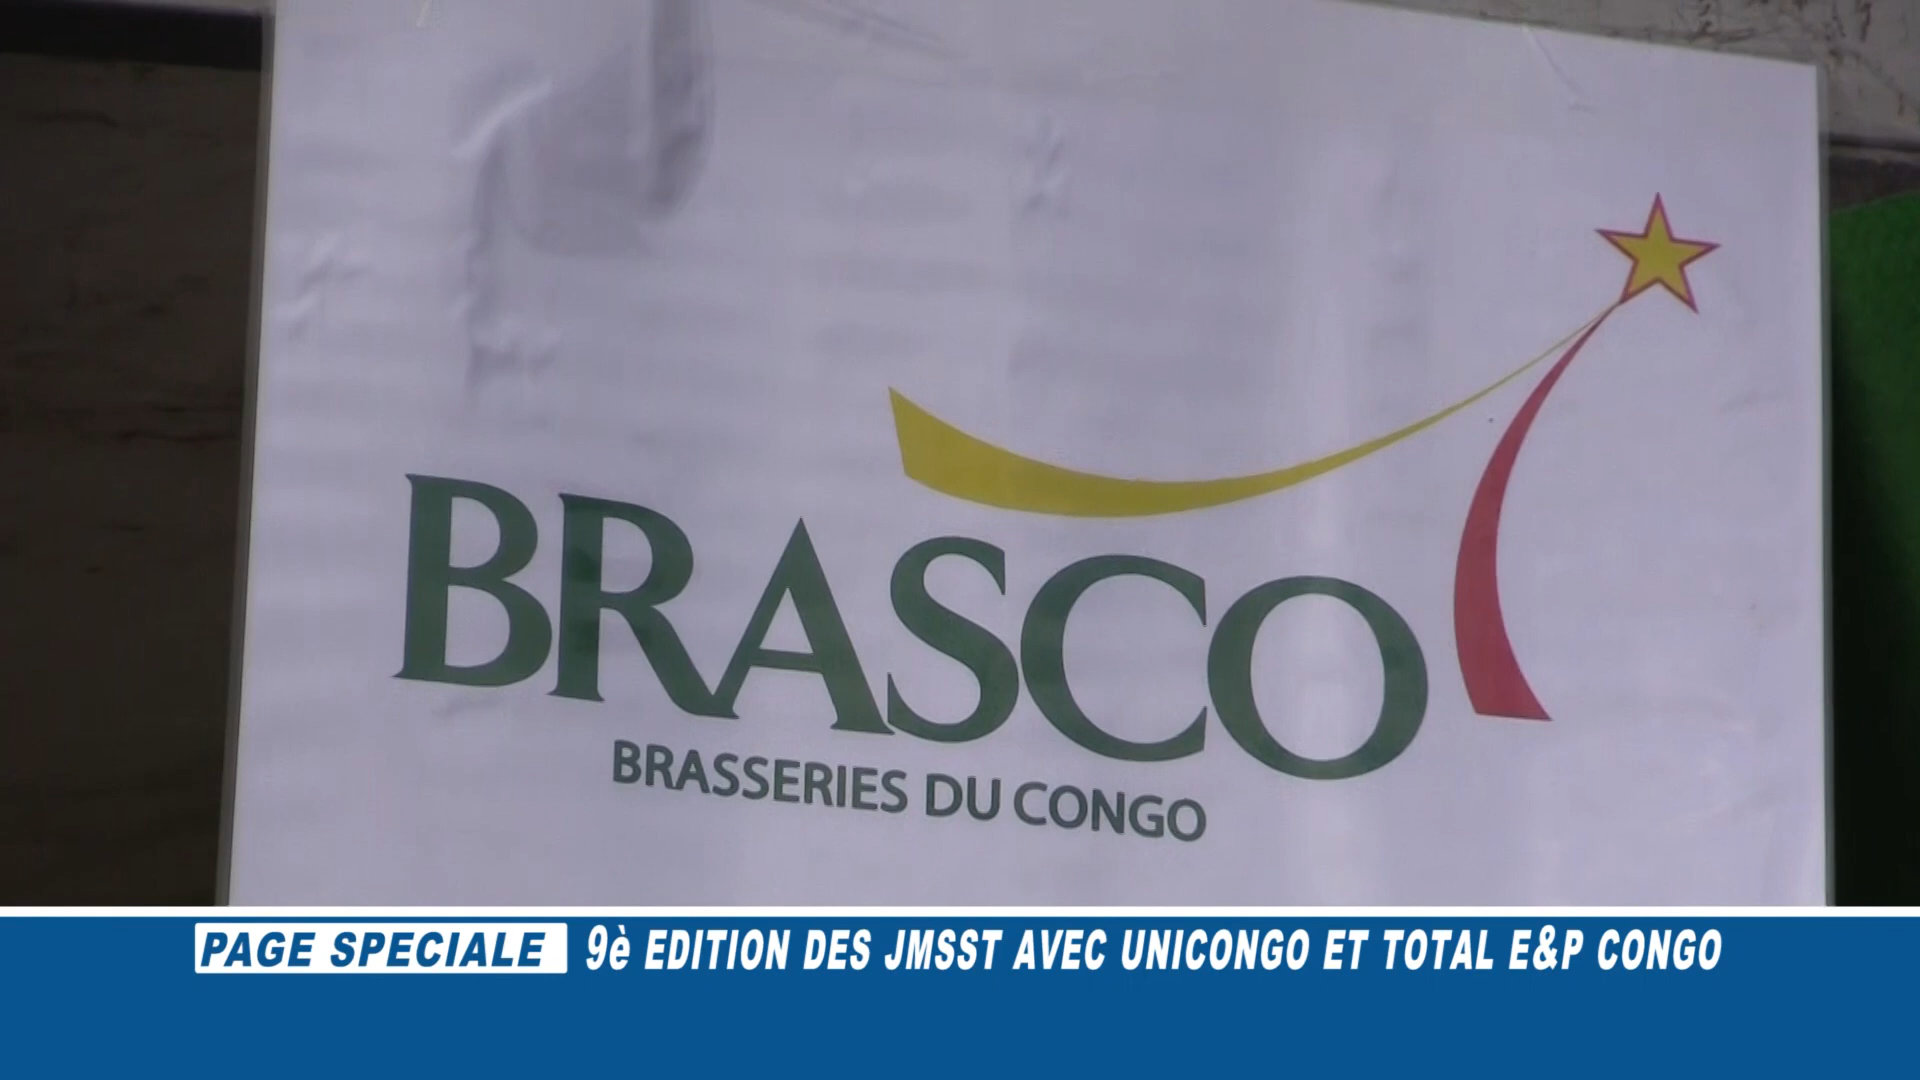 BRASCO
BRASSERIES DU CONGO
PAGE SPECIALE 9è EDITION DES JMSST AVEC UNICONGO ET TOTAL E&P CONGO